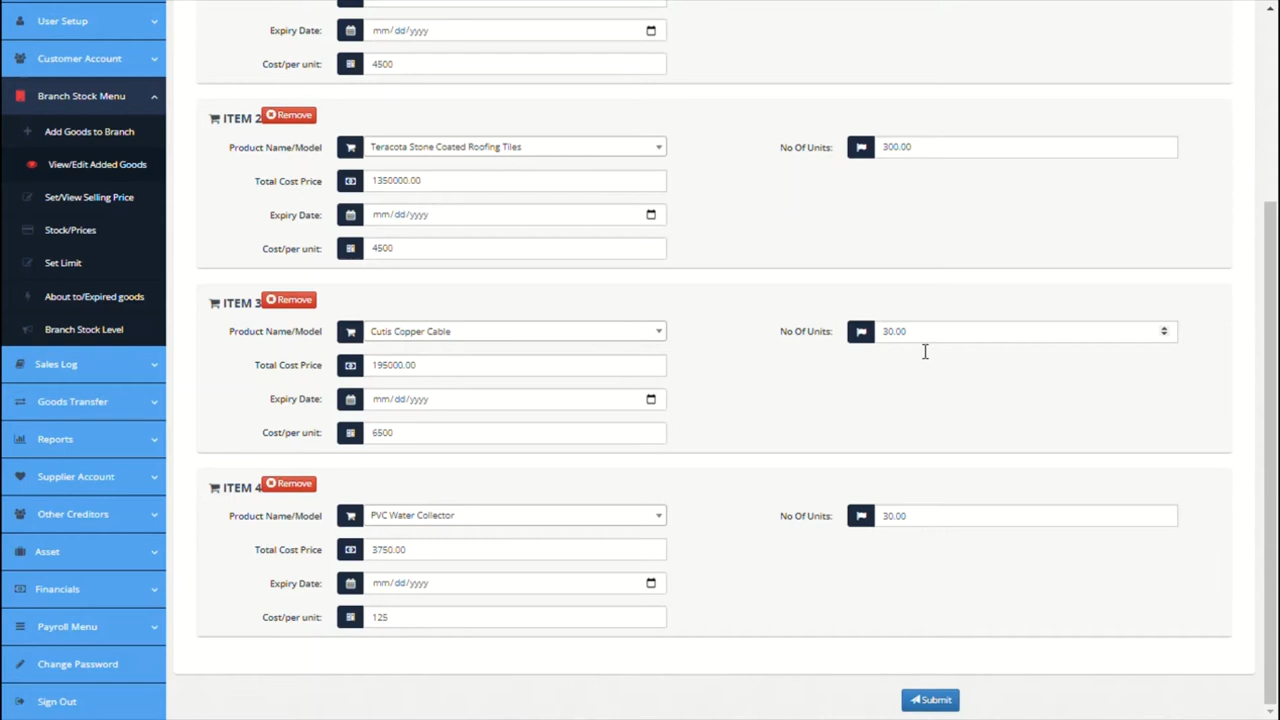 User Setup
Customer Account
Branch Stock Menu
Add Goods to Branch
View/Edit Added Goods
Set/View Selling Price
Stock/Prices
Set Limit
About to/Expired goods
Branch Stock Level
Sales Log
Goods Transfer
Reports
Supplier Account
Other Creditors
Asset
Financials
Payroll Menu
Change Password
Sign Out
Expiry Date: mm/dd/yyyy
Cost/per unit: 4500
ITEM 2 Remove
Product Name/Model Teracota Stone Coated Roofing Tiles No Of Units: 300.00
Total Cost Price 1350000.00
Expiry Date: mm/dd/yyyy
Cost/per unit: 4500
ITEM 3 Remove
Product Name/Model Cutis Copper Cable No Of Units: 30.00
Total Cost Price 195000.00
Expiry Date: mm/dd/yyyy
Cost/per unit: 6500
ITEM 4 Remove
Product Name/Model PVC Water Collector No Of Units: 30.00
Total Cost Price 3750.00
Expiry Date: mm/dd/yyyy
Cost/per unit: 125
Submit